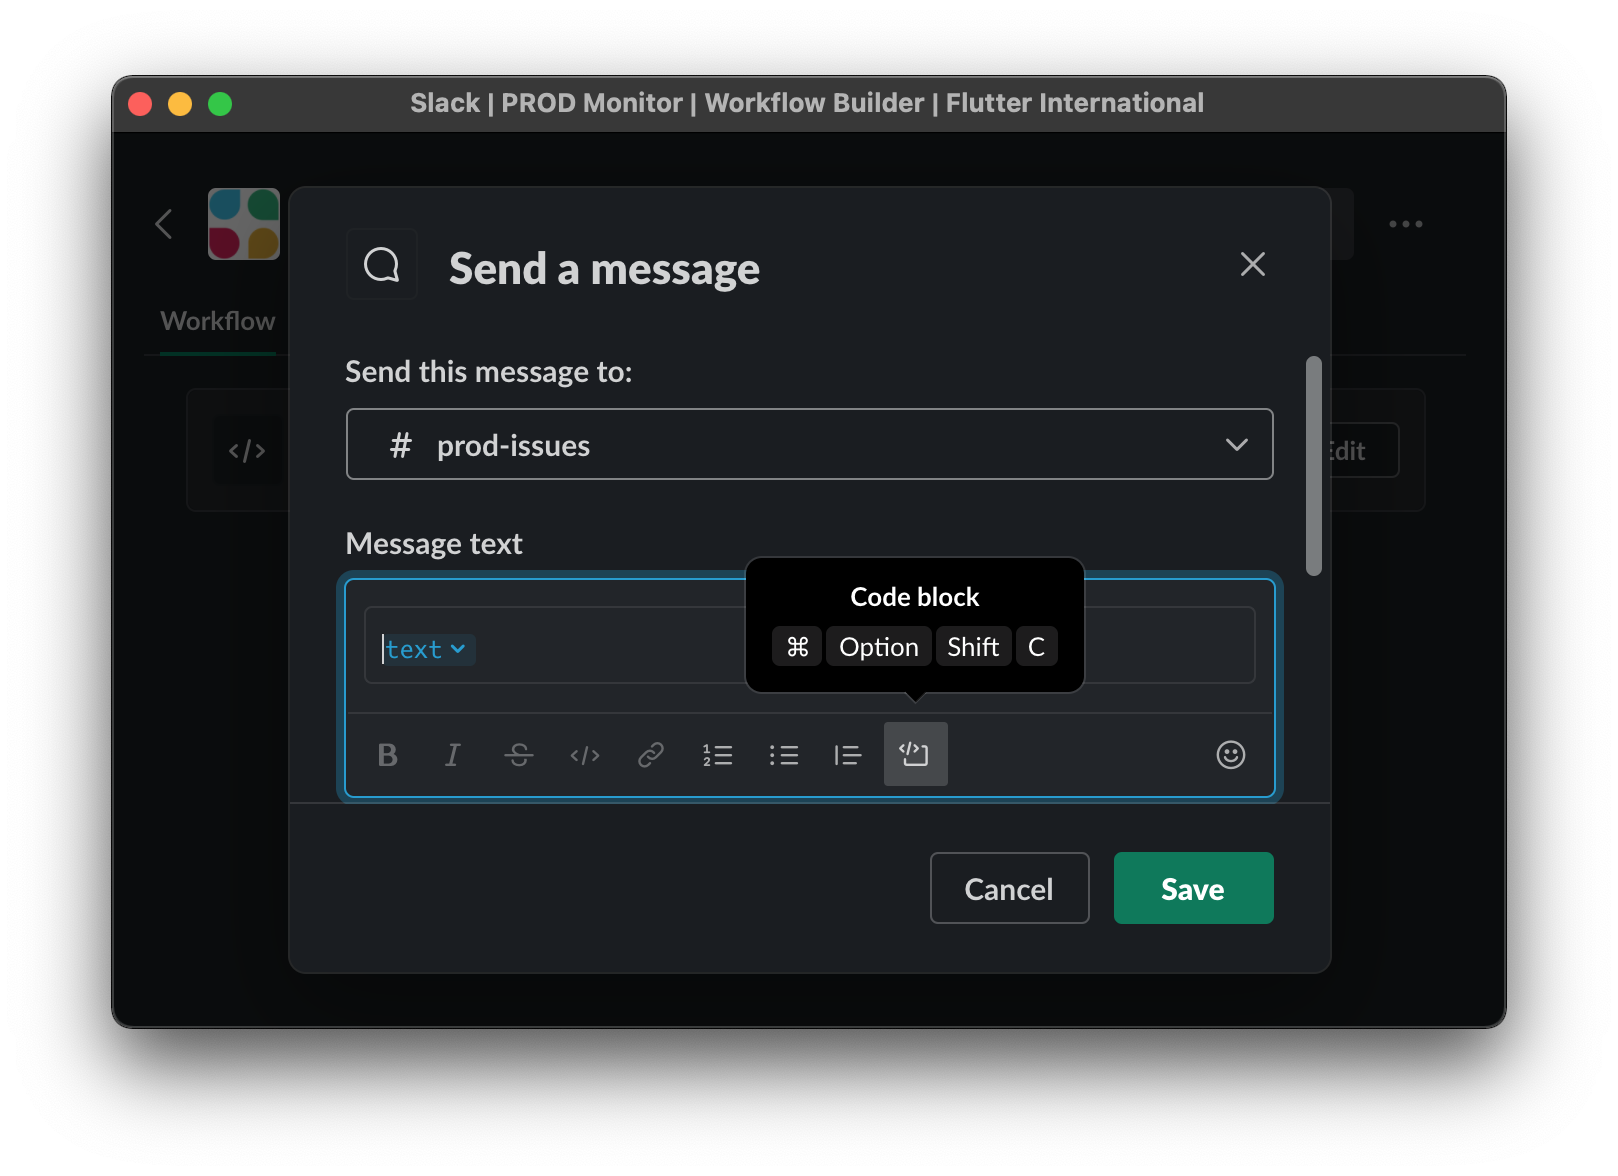 Slack | PROD Monitor | Workflow Builder | Flutter International
Send a message
Workflow
Send this message to:
# prod-issues
Edit
Message text
Code block
⌘ Option Shift C
text
B I S </>
Cancel
Save